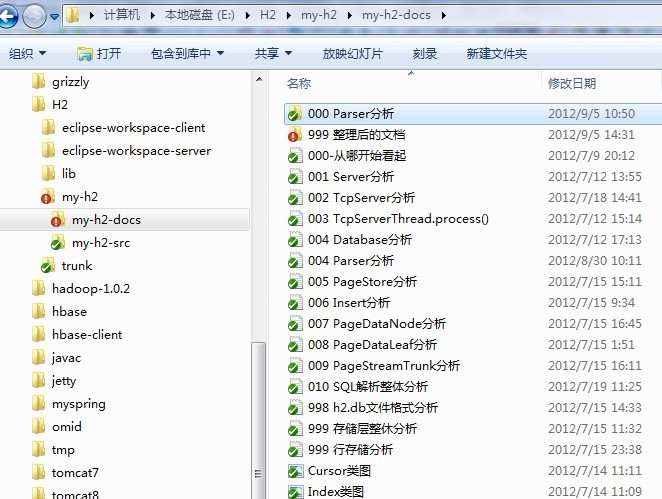 计算机 ▸ 本地磁盘 (E:) ▸ H2 ▸ my-h2 ▸ my-h2-docs ▸
组织 打开 包含到库中 共享 放映幻灯片 刻录 新建文件夹
grizzly
H2
eclipse-workspace-client
eclipse-workspace-server
lib
my-h2
my-h2-docs
my-h2-src
trunk
hadoop-1.0.2
hbase
hbase-client
javac
jetty
myspring
omid
tmp
tomcat7
tomcat8
名称 修改日期
000 Parser分析 2012/9/5 10:50
999 整理后的文档 2012/9/5 14:31
000-从哪开始看起 2012/7/9 20:12
001 Server分析 2012/7/12 13:55
002 TcpServer分析 2012/7/18 14:41
003 TcpServerThread.process() 2012/7/12 15:14
004 Database分析 2012/7/12 17:13
004 Parser分析 2012/8/30 10:11
005 PageStore分析 2012/7/15 15:11
006 Insert分析 2012/7/15 9:34
007 PageDataNode分析 2012/7/15 16:45
008 PageDataLeaf分析 2012/7/15 1:51
009 PageStreamTrunk分析 2012/7/15 16:11
010 SQL解析整体分析 2012/7/19 11:25
998 h2.db文件格式分析 2012/7/15 14:33
999 存储层整体分析 2012/7/15 11:32
999 行存储分析 2012/7/15 23:38
Cursor类图 2012/7/14 11:11
Index类图 2012/7/14 11:09